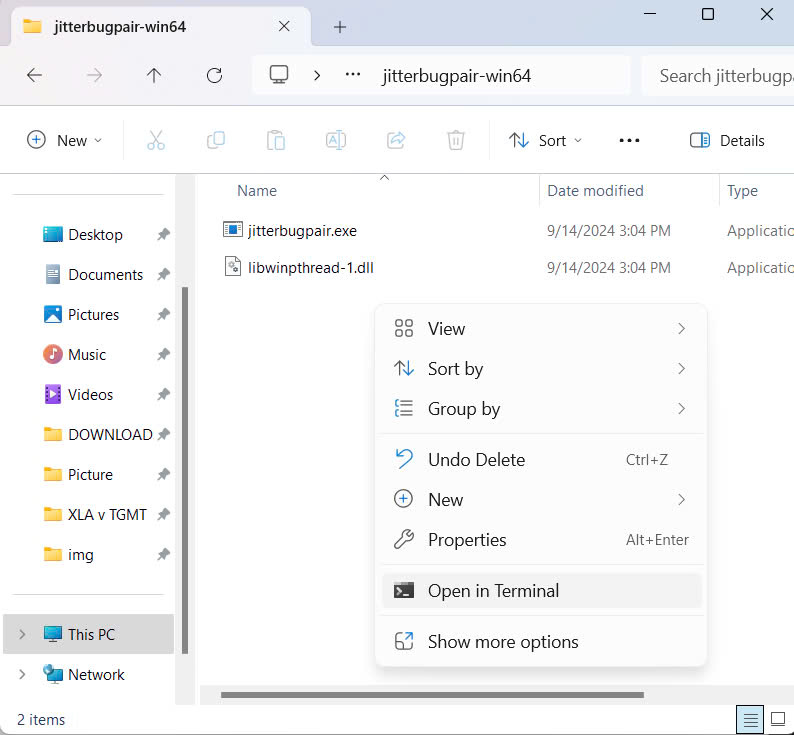 jitterbugpair-win64
jitterbugpair-win64
Search jitterbugpa
New
Sort
Details
Name
Date modified
Type
jitterbugpair.exe
9/14/2024 3:04 PM
Applicatio
libwinpthread-1.dll
9/14/2024 3:04 PM
Applicatio
Desktop
Documents
Pictures
Music
Videos
DOWNLOAD
Picture
XLA v TGMT
img
This PC
Network
View
Sort by
Group by
Undo Delete Ctrl+Z
New
Properties Alt+Enter
Open in Terminal
Show more options
2 items